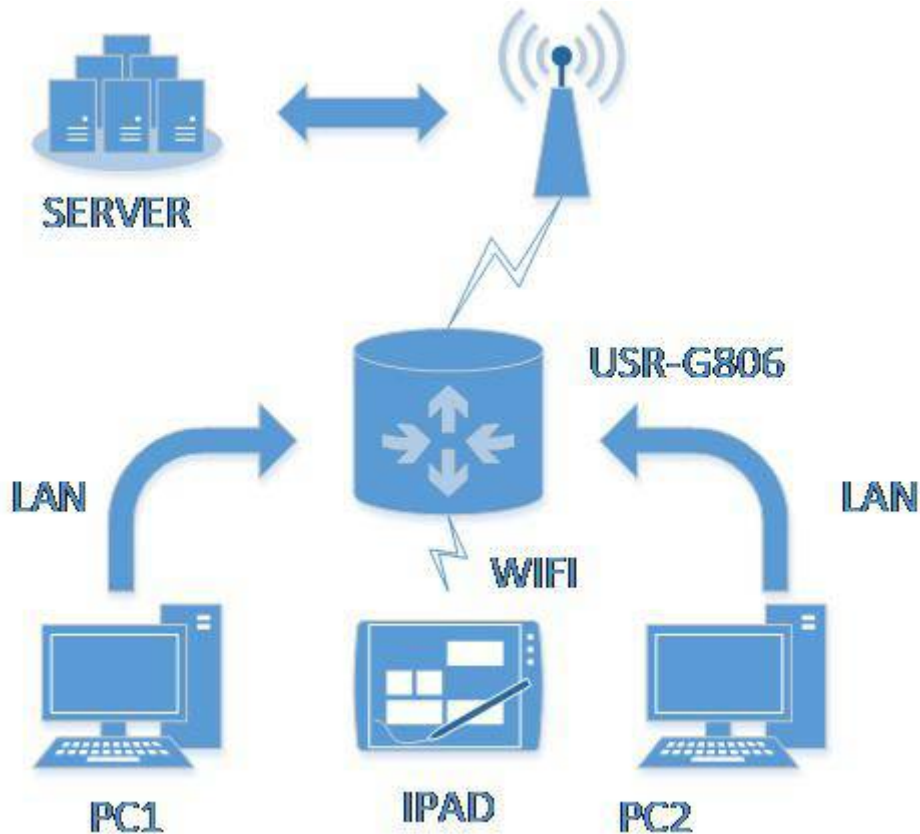 SERVER
USR-G806
LAN
LAN
WIFI
PC1
IPAD
PC2